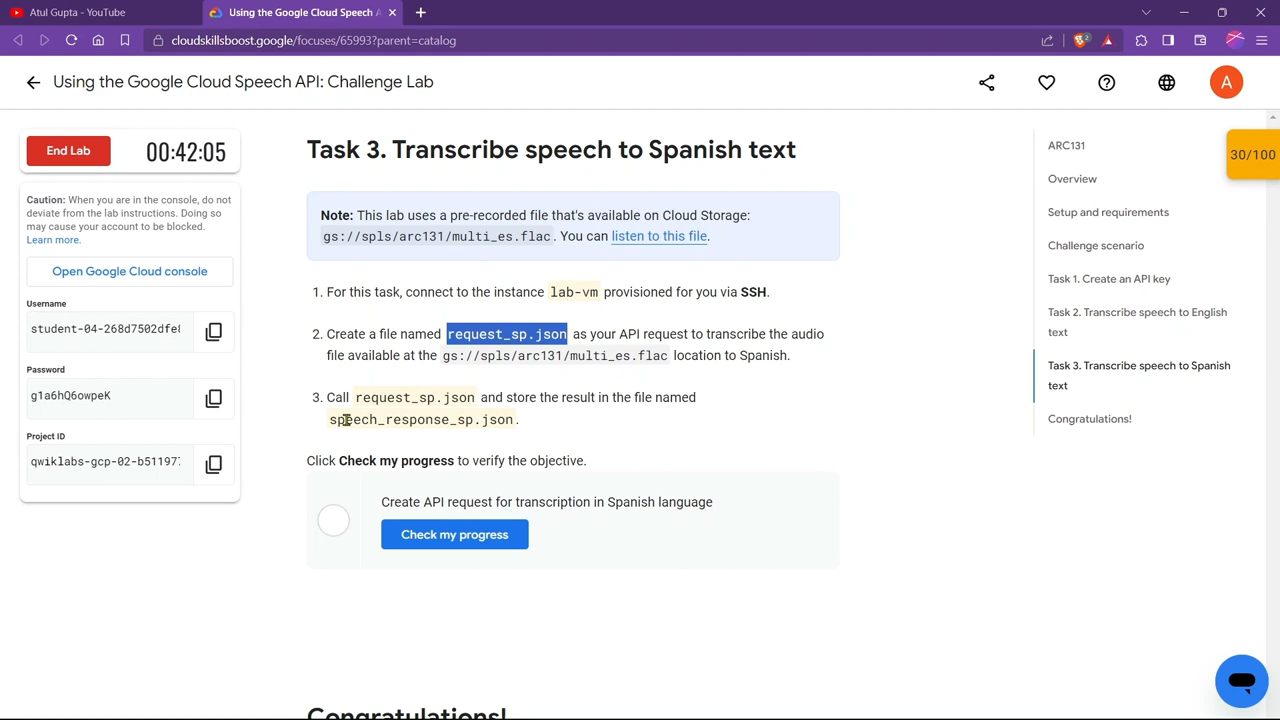 Atul Gupta - YouTube
Using the Google Cloud Speech A
cloudskillsboost.google/focuses/65993?parent=catalog
2
Using the Google Cloud Speech API: Challenge Lab
A
End Lab
00:42:05
Caution: When you are in the console, do not
deviate from the lab instructions. Doing so
may cause your account to be blocked.
Learn more.
Open Google Cloud console
Username
student-04-268d7502dfe8
Password
g1a6hQ6owpeK
Project ID
qwiklabs-gcp-02-b51197
Task 3. Transcribe speech to Spanish text
Note: This lab uses a pre-recorded file that's available on Cloud Storage:
gs://spls/arc131/multi_es.flac. You can listen to this file.
1. For this task, connect to the instance lab-vm provisioned for you via SSH.
2. Create a file named request_sp.json as your API request to transcribe the audio
file available at the gs://spls/arc131/multi_es.flac location to Spanish.
3. Call request_sp.json and store the result in the file named
speech_response_sp.json.
Click Check my progress to verify the objective.
Create API request for transcription in Spanish language
Check my progress
Congratulations!
ARC131
Overview
Setup and requirements
Challenge scenario
Task 1. Create an API key
Task 2. Transcribe speech to English
text
Task 3. Transcribe speech to Spanish
text
Congratulations!
30/100